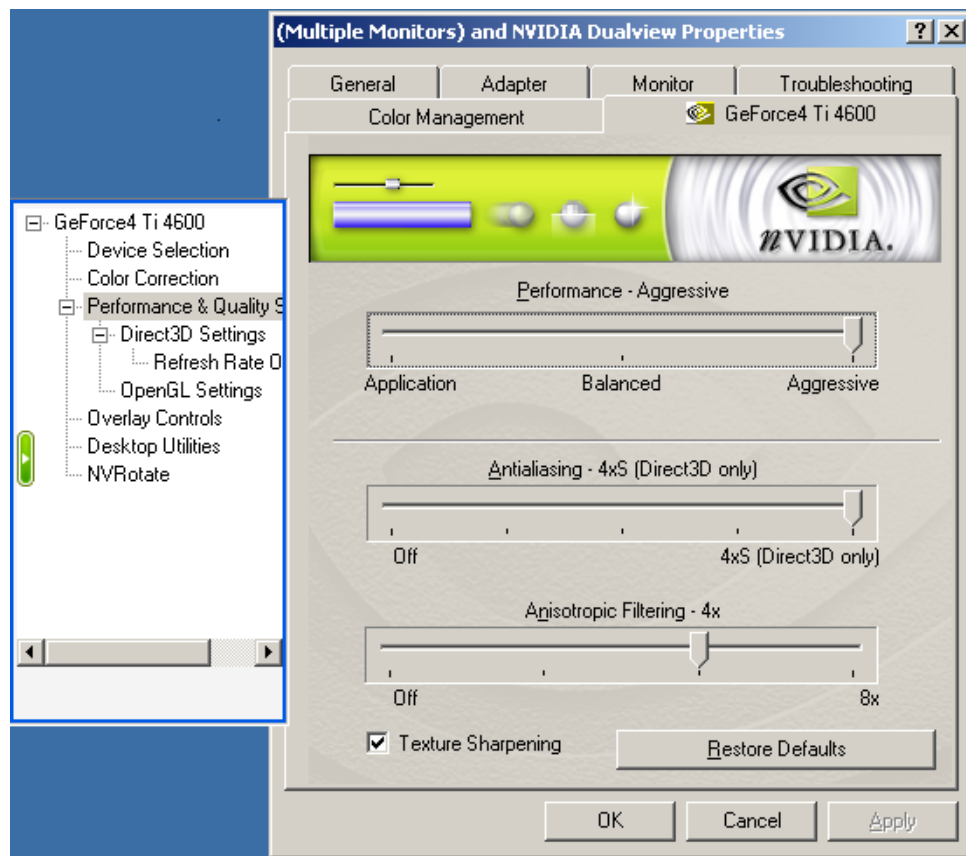 (Multiple Monitors) and NVIDIA Dualview Properties
General Adapter Monitor Troubleshooting
Color Management GeForce4 Ti 4600
nVIDIA.
GeForce4 Ti 4600
Device Selection
Color Correction
Performance & Quality S
Direct3D Settings
Refresh Rate O
OpenGL Settings
Overlay Controls
Desktop Utilities
NVRotate
Performance - Aggressive
Application Balanced Aggressive
Antialiasing - 4xS (Direct3D only)
Off 4xS (Direct3D only)
Anisotropic Filtering - 4x
Off 8x
Texture Sharpening Restore Defaults
OK Cancel Apply